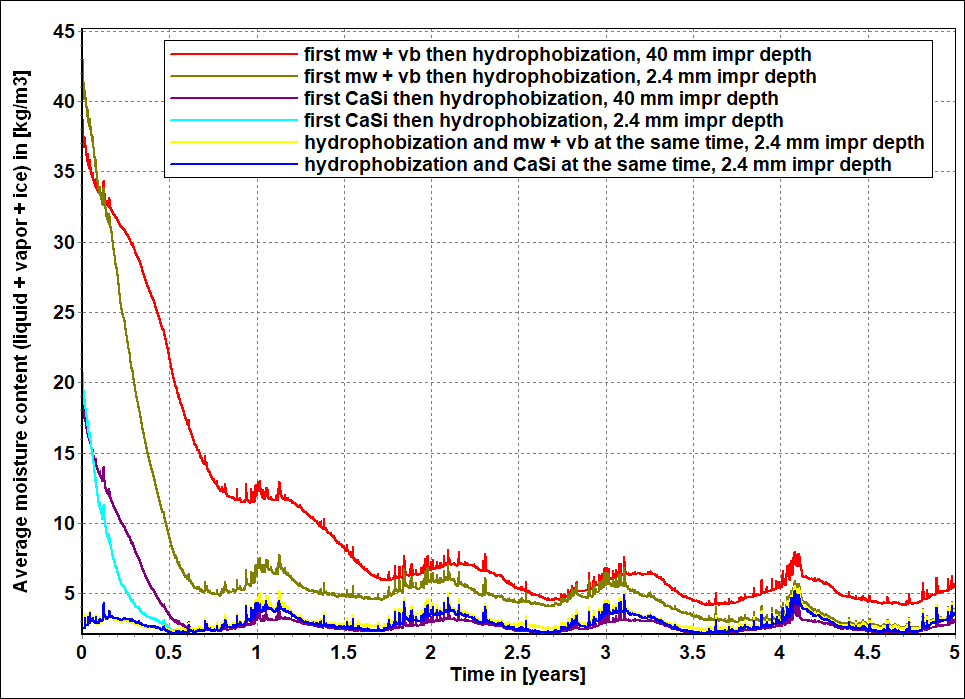 Average moisture content (liquid + vapor + ice) in [kg/m3]
45
40
35
30
25
20
15
10
5
first mw + vb then hydrophobization, 40 mm impr depth
first mw + vb then hydrophobization, 2.4 mm impr depth
first CaSi then hydrophobization, 40 mm impr depth
first CaSi then hydrophobization, 2.4 mm impr depth
hydrophobization and mw + vb at the same time, 2.4 mm impr depth
hydrophobization and CaSi at the same time, 2.4 mm impr depth
0 0.5 1 1.5 2 2.5 3 3.5 4 4.5 5
Time in [years]